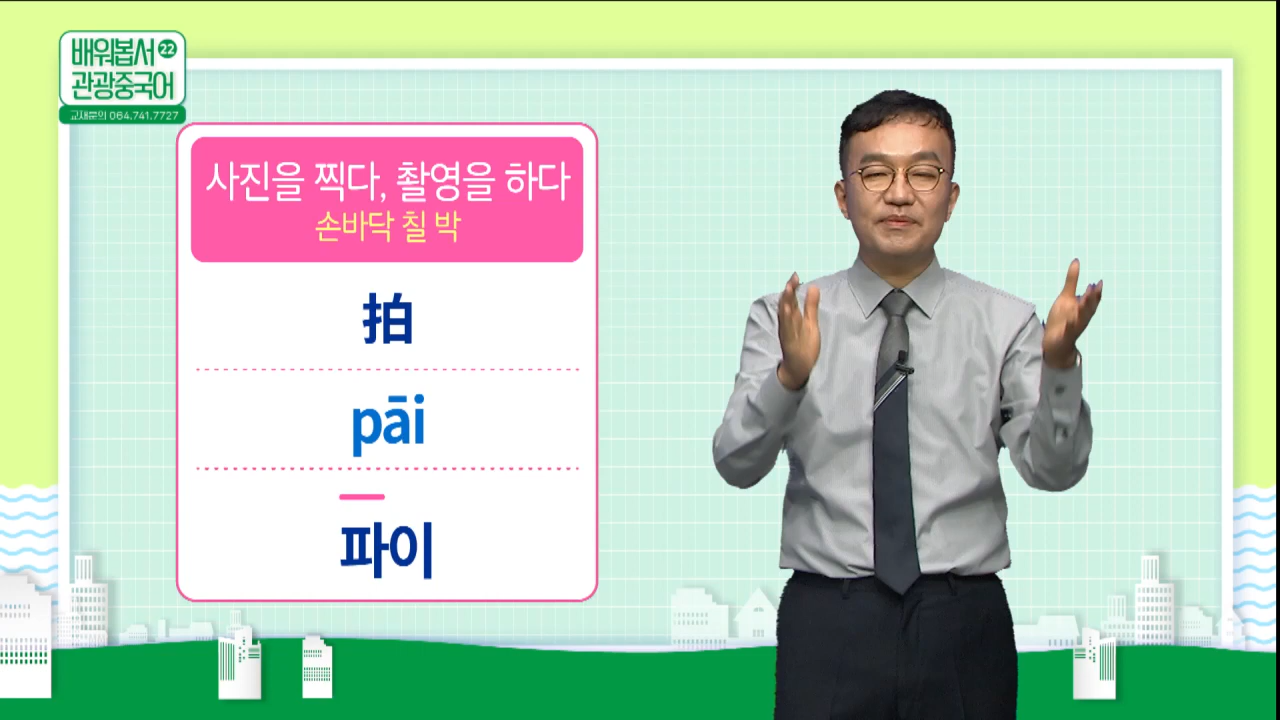 배워봅서 22
관광중국어
교재문의 064.741.7727
사진을 찍다, 촬영을 하다
손바닥 칠 박
拍
pāi
파이